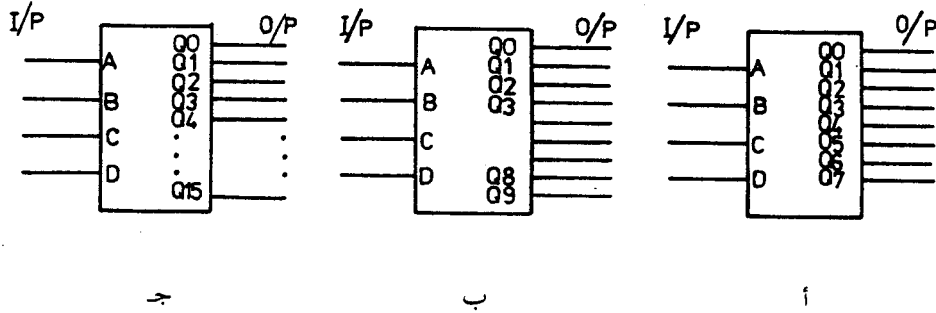 I/P O/P I/P O/P I/P O/P
A Q0 A Q0 A Q0
Q1 Q1 Q1
B Q2 B Q2 B Q2
Q3 Q3 Q3
C Q4 C C Q4
Q5
D D Q8 D Q6
Q15 Q9 Q7
جـ ب أ